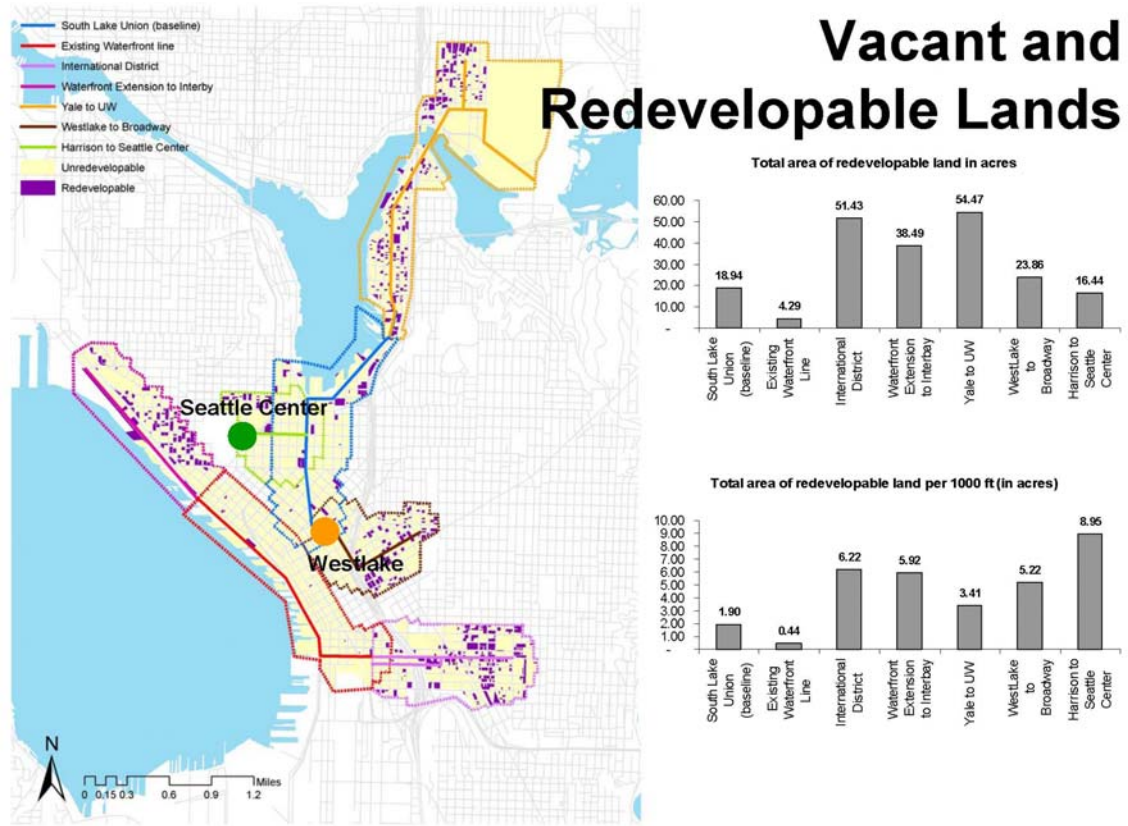 South Lake Union (baseline)
Existing Waterfront line
International District
Waterfront Extension to Interby
Yale to UW
Westlake to Broadway
Harrison to Seattle Center
Unredevelopable
Redevelopable
Seattle Center
Westlake
N
Miles
0 0.15 0.3 0.6 0.9 1.2
Vacant and
Redevelopable Lands
Total area of redevelopable land in acres
60.00
50.00
40.00
30.00
20.00
10.00
-
18.94
4.29
51.43
38.49
54.47
23.86
16.44
South Lake
Union
(baseline)
Existing
Waterfront
Line
International
District
Waterfront
Extension
to Interbay
Yale to UW
WestLake
to
Broadway
Harrison to
Seattle
Center
Total area of redevelopable land per 1000 ft (in acres)
10.00
9.00
8.00
7.00
6.00
5.00
4.00
3.00
2.00
1.00
-
1.90
0.44
6.22
5.92
3.41
5.22
8.95
South Lake
Union
(baseline)
Existing
Waterfront
Line
International
District
Waterfront
Extension
to Interbay
Yale to UW
WestLake
to
Broadway
Harrison to
Seattle
Center